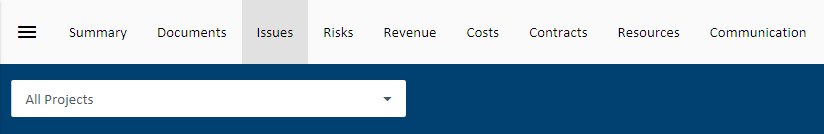 Summary Documents Issues Risks Revenue Costs Contracts Resources Communication
All Projects